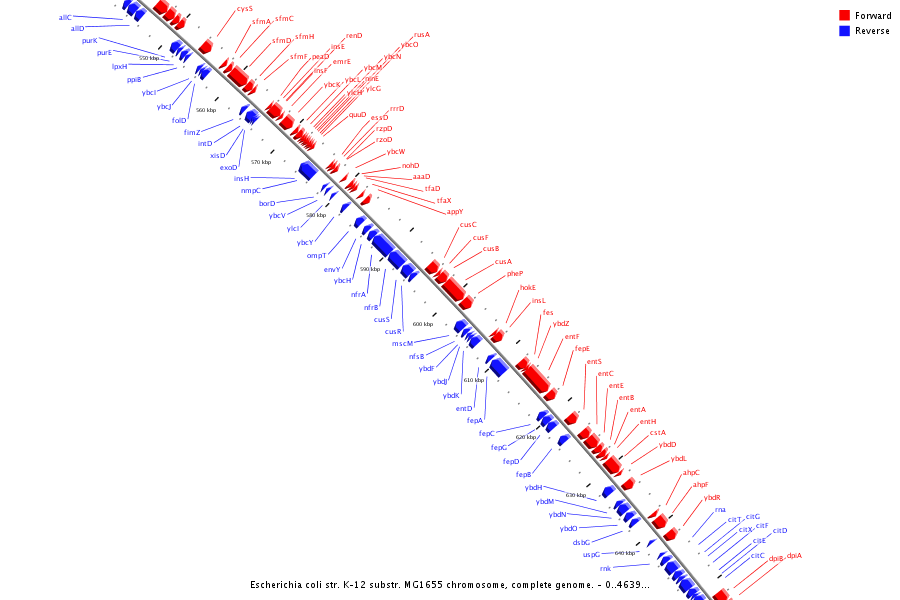 Forward
Reverse
allC
allD
purK
purE
550 kbp
lpxH
ppiB
ybcI
ybcJ
560 kbp
folD
fimZ
intD
xisD
570 kbp
exoD
insH
nmpC
borD
ybcV
580 kbp
ylcI
ybcY
ompT
envY
590 kbp
ybcH
nfrA
nfrB
cusS
600 kbp
cusR
mscM
nfsB
ybdF
ybdJ
610 kbp
ybdK
entD
fepA
fepC
620 kbp
fepG
fepD
fepB
ybdH
630 kbp
ybdM
ybdN
ybdO
dsbG
uspG
640 kbp
rnk
cysS
sfmA
sfmC
sfmD
sfmH
sfmF
peaD
insE
renD
insF
emrE
ybcK
ybcL
ybcM
ybcN
ybcO
rusA
ninE
ylcH
ylcG
quuD
essD
rrrD
rzpD
rzoD
ybcW
nohD
aaaD
tfaD
tfaX
appY
cusC
cusF
cusB
cusA
pheP
hokE
insL
fes
ybdZ
entF
fepE
entS
entC
entE
entB
entA
entH
cstA
ybdD
ybdL
ahpC
ahpF
ybdR
rna
citT
citG
citX
citF
citD
citE
citC
dpiB
dpiA
Escherichia coli str. K-12 substr. MG1655 chromosome, complete genome. - 0..4639...